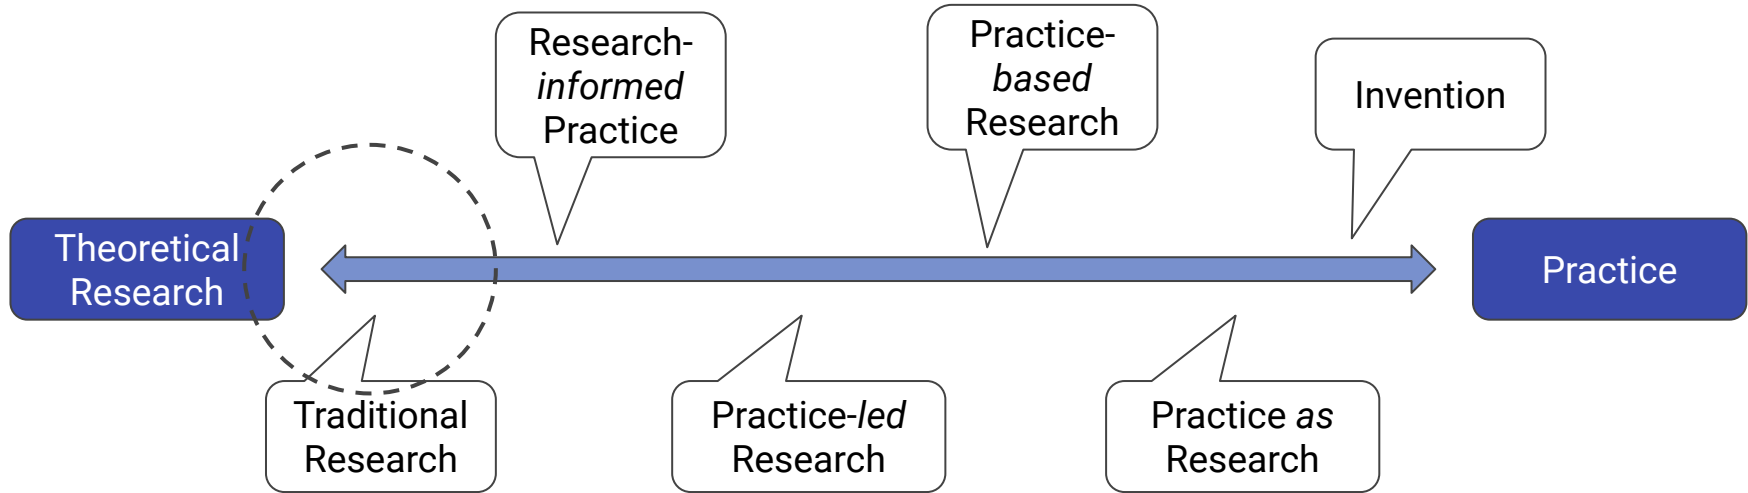 Research-
informed
Practice
Practice-
based
Research
Invention
Theoretical
Research
Practice
Traditional
Research
Practice-led
Research
Practice as
Research